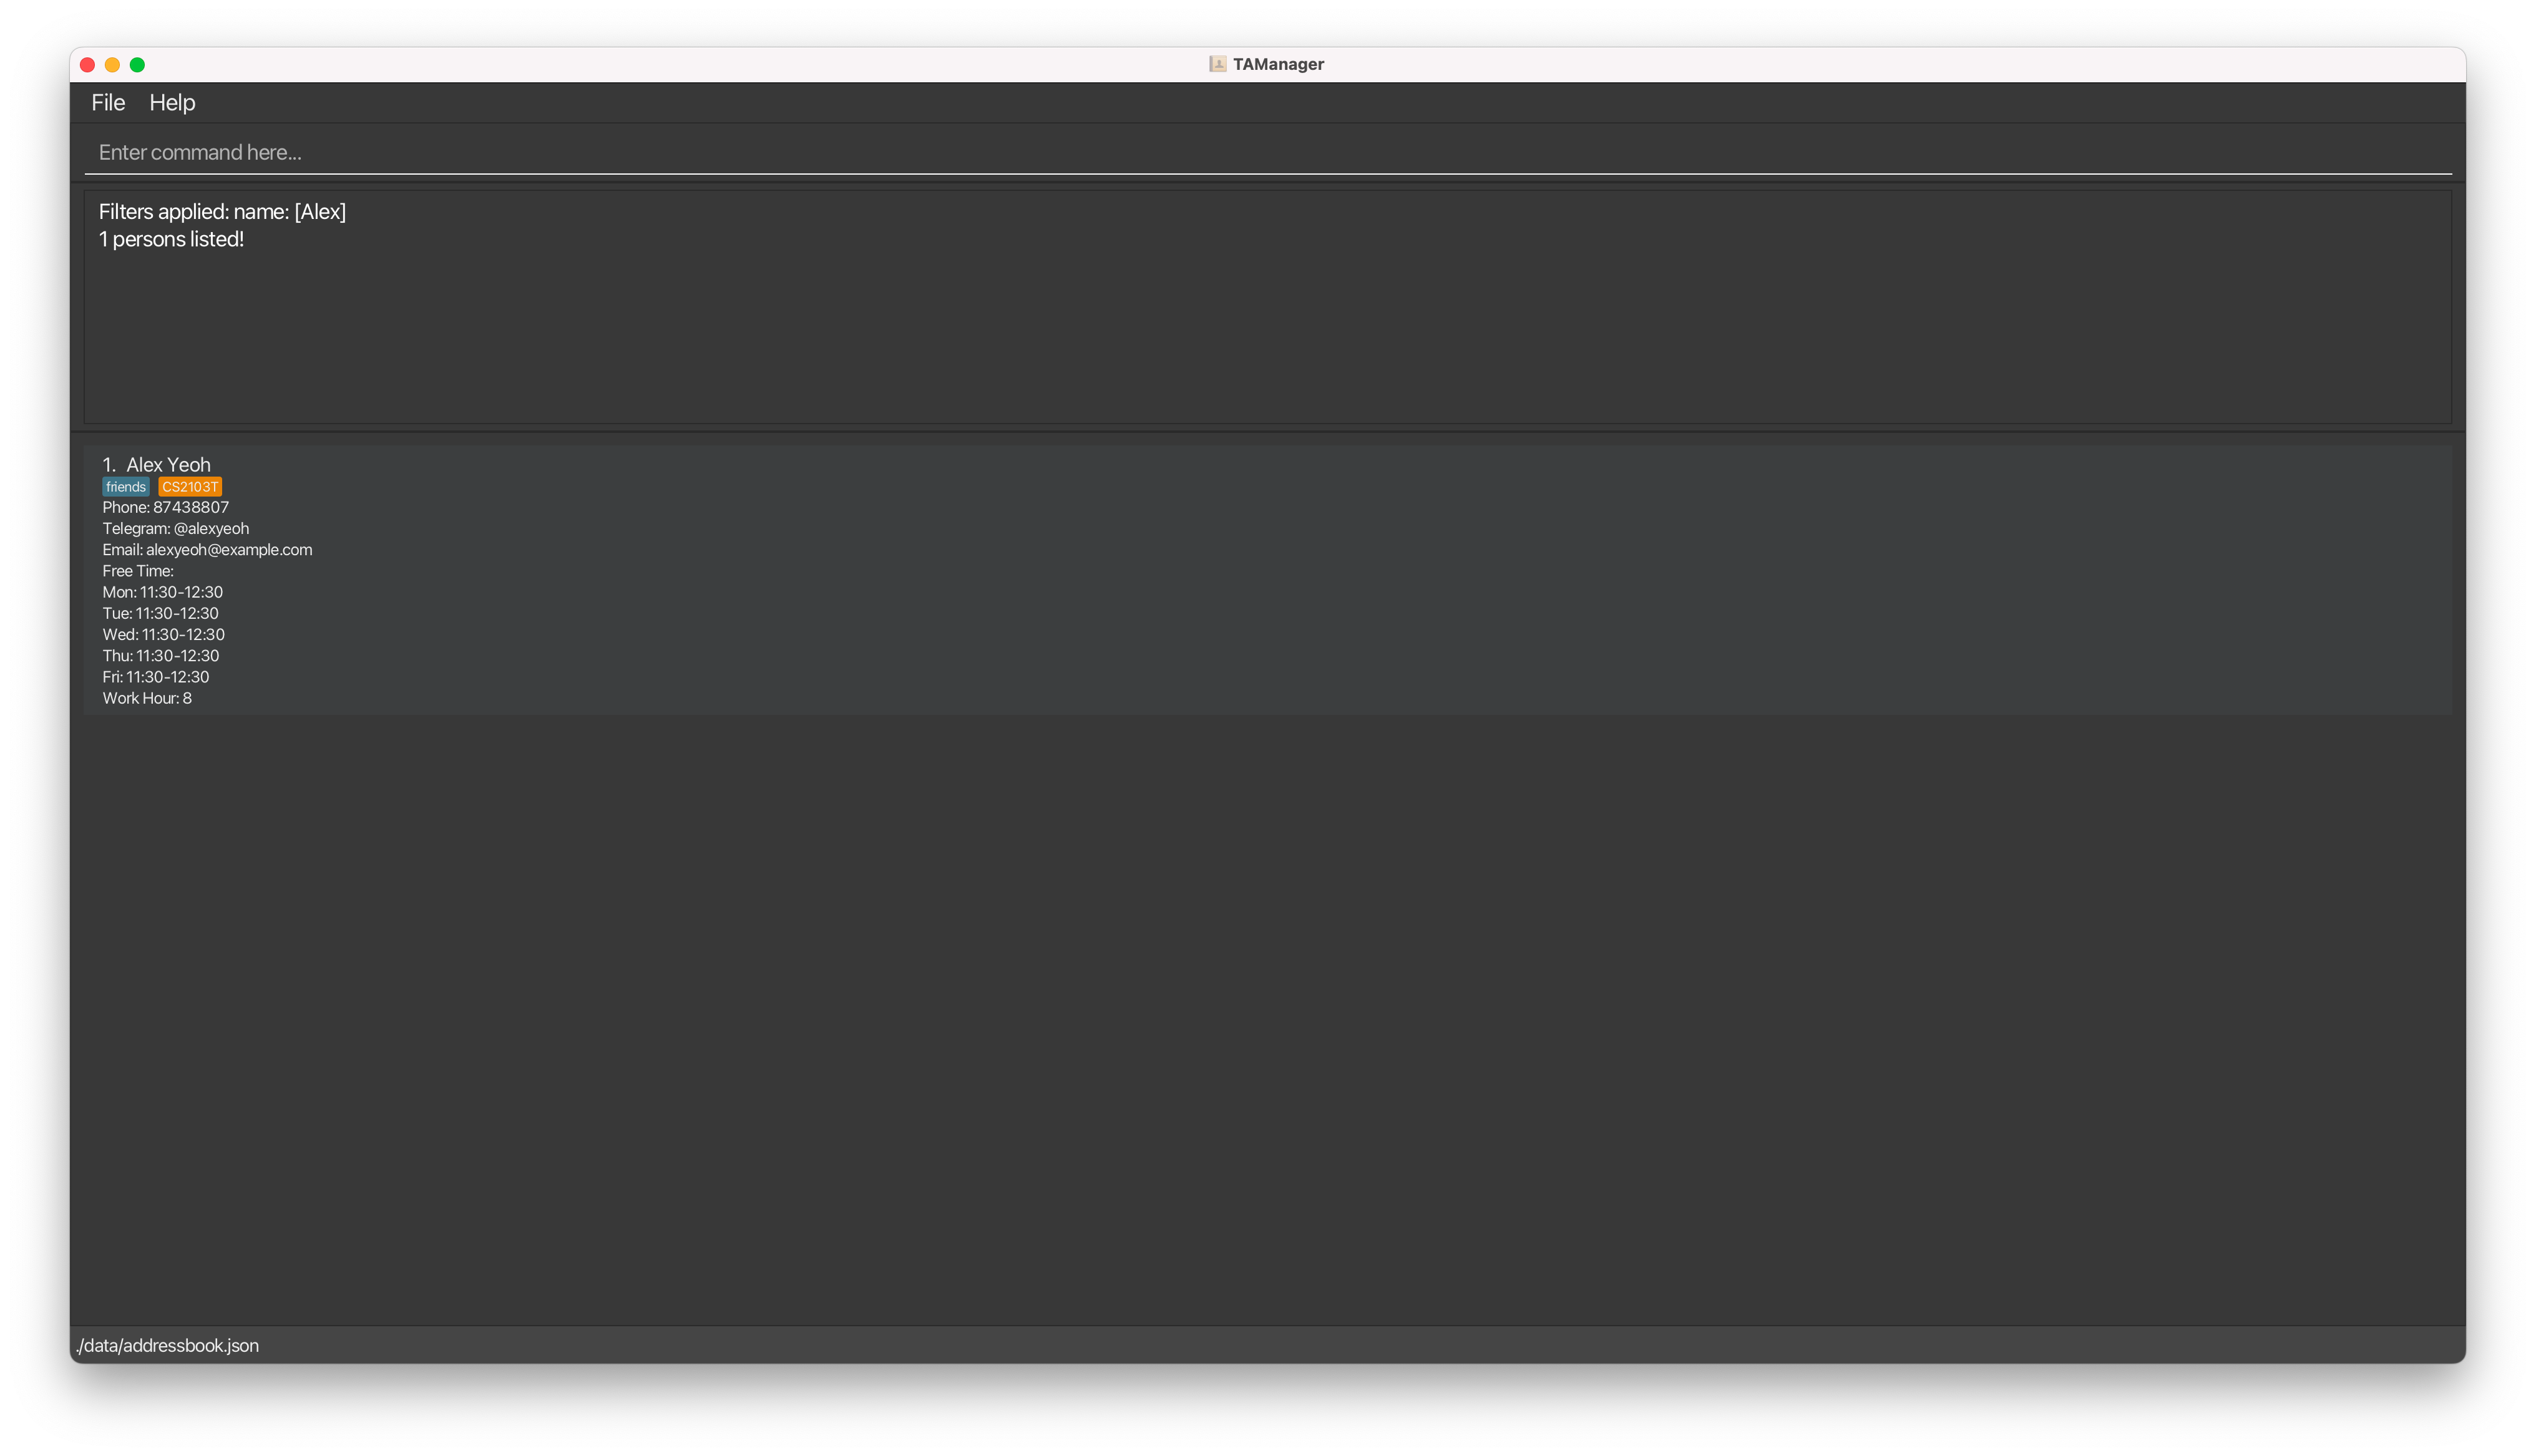 TAManager
File Help
Enter command here...
Filters applied: name: [Alex]
1 persons listed!
1. Alex Yeoh
friends CS2103T
Phone: 87438807
Telegram: @alexyeoh
Email: alexyeoh@example.com
Free Time:
Mon: 11:30-12:30
Tue: 11:30-12:30
Wed: 11:30-12:30
Thu: 11:30-12:30
Fri: 11:30-12:30
Work Hour: 8
./data/addressbook.json